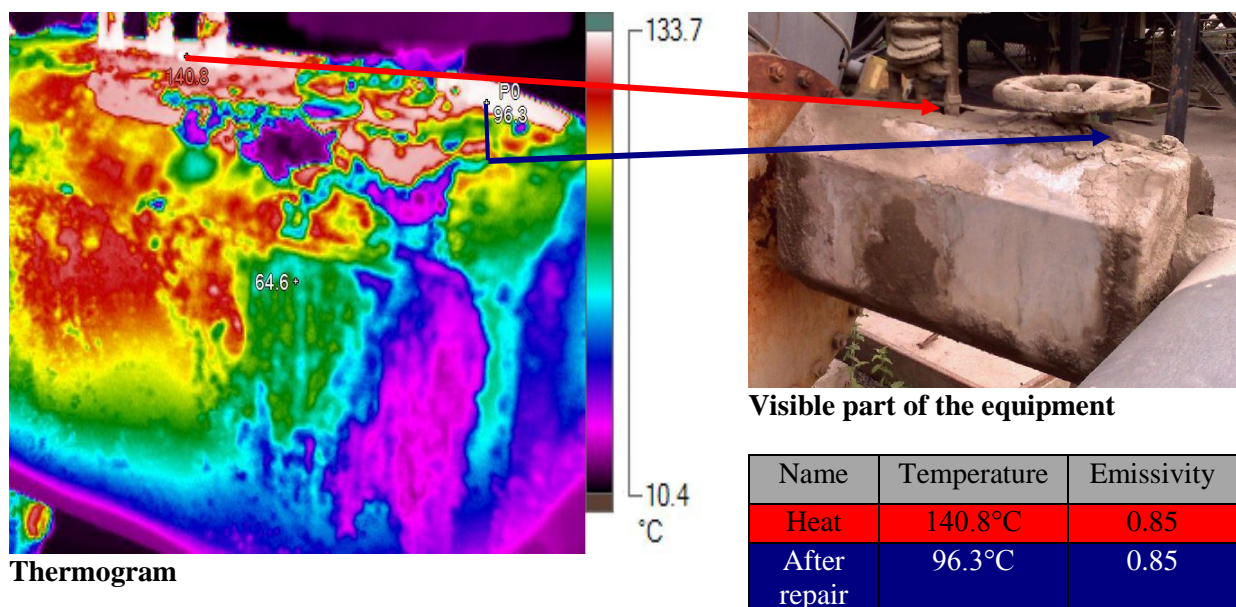 133.7
140.8
P0
96.3
64.6
10.4
°C
Thermogram
Visible part of the equipment
Name Temperature Emissivity
Heat 140.8°C 0.85
After 96.3°C 0.85
repair